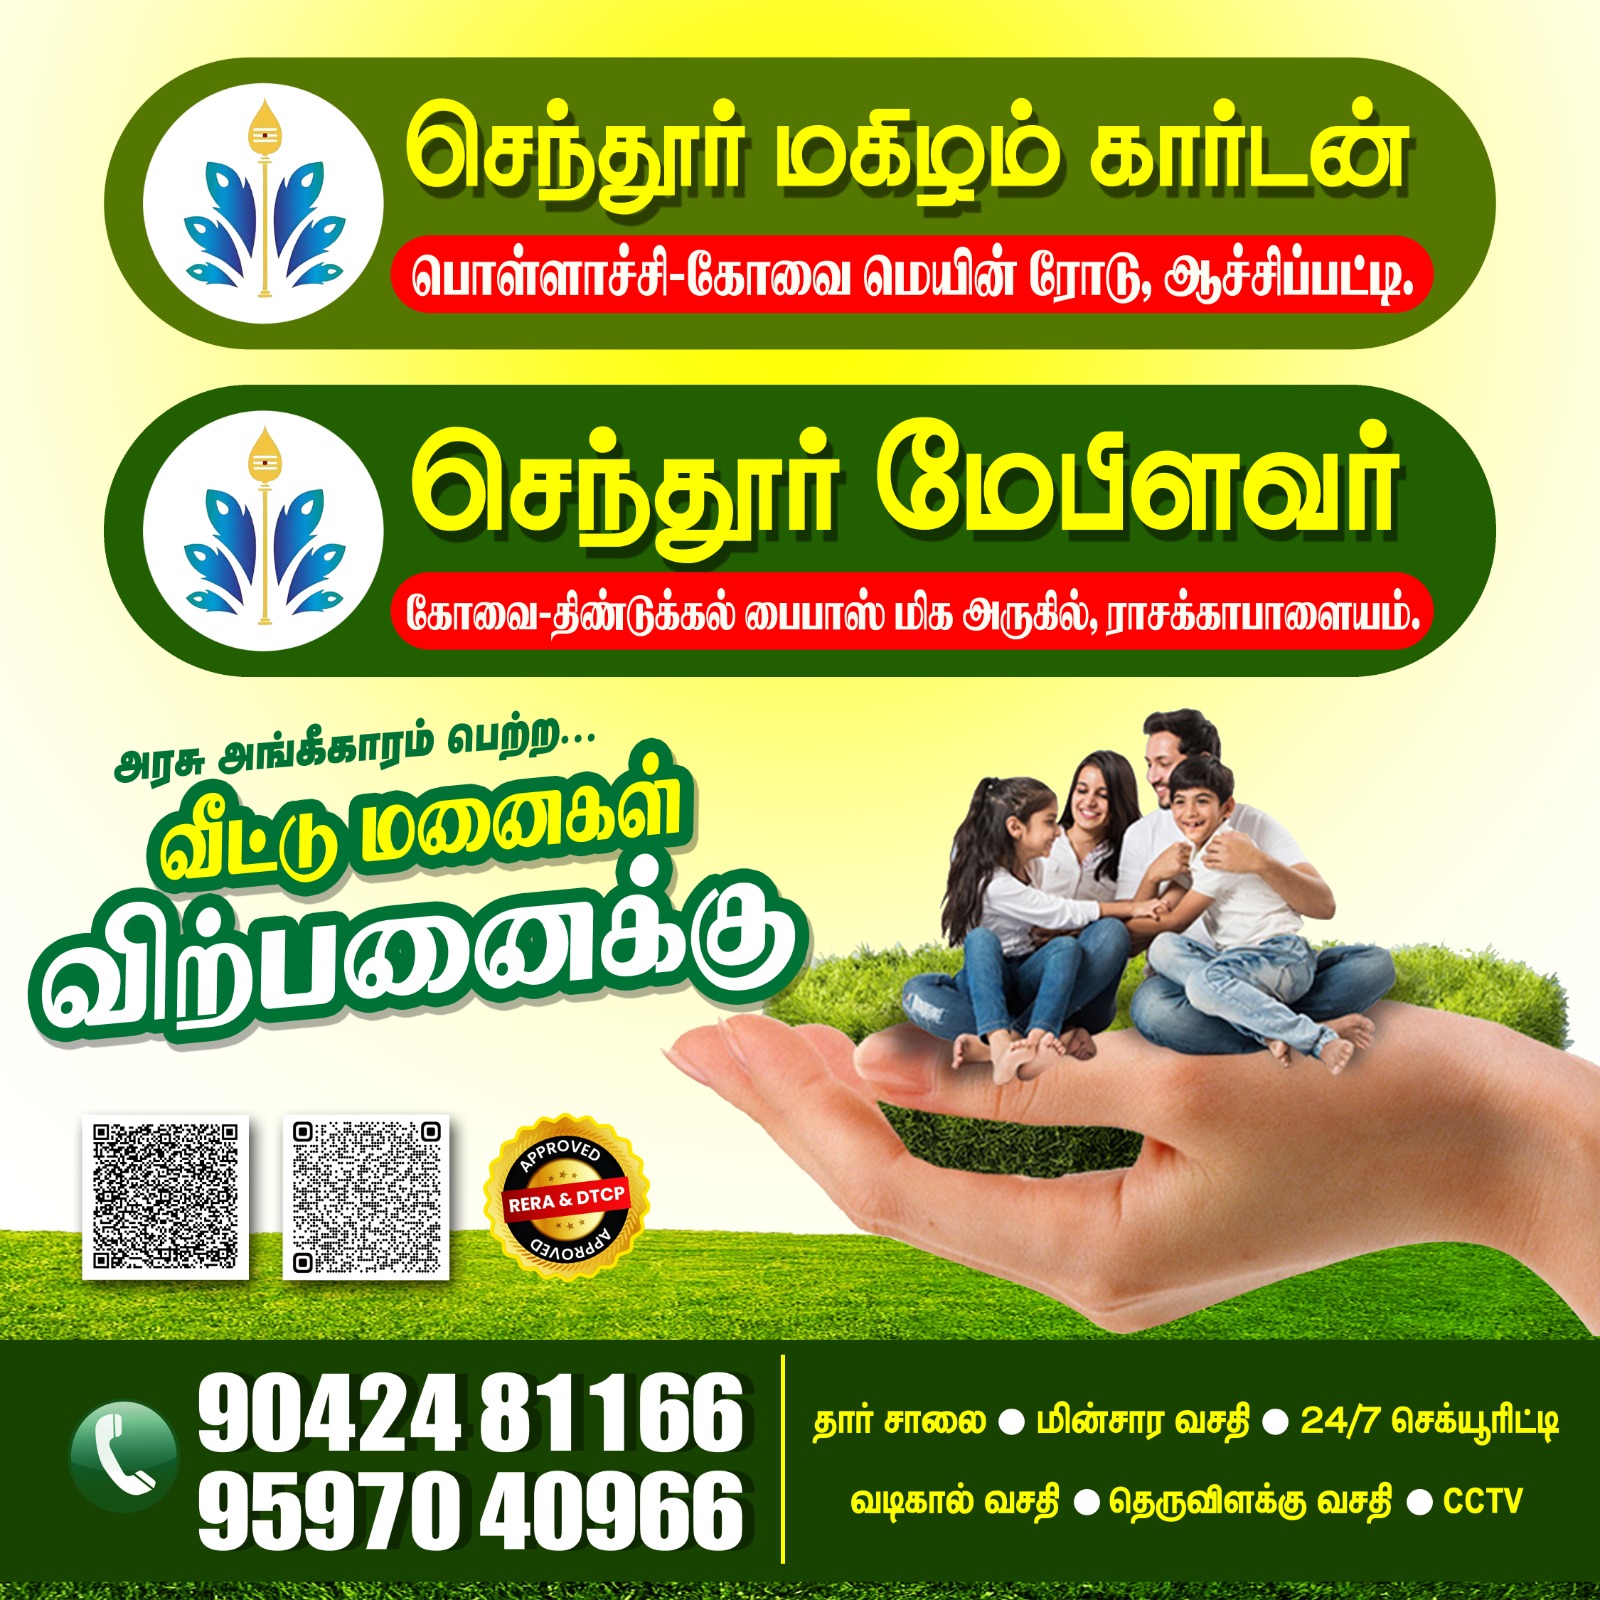 செந்தூர் மகிழம் கார்டன்
பொள்ளாச்சி-கோவை மெயின் ரோடு, ஆச்சிப்பட்டி.
செந்தூர் மேபிளவர்
கோவை-திண்டுக்கல் பைபாஸ் மிக அருகில், ராசக்காபாளையம்.
அரசு அங்கீகாரம் பெற்ற...
வீட்டு மனைகள்
விற்பனைக்கு
APPROVED
RERA & DTCP
APPROVED
90424 81166
95970 40966
தார் சாலை ● மின்சார வசதி ● 24/7 செக்யூரிட்டி
வடிகால் வசதி ● தெருவிளக்கு வசதி ● CCTV